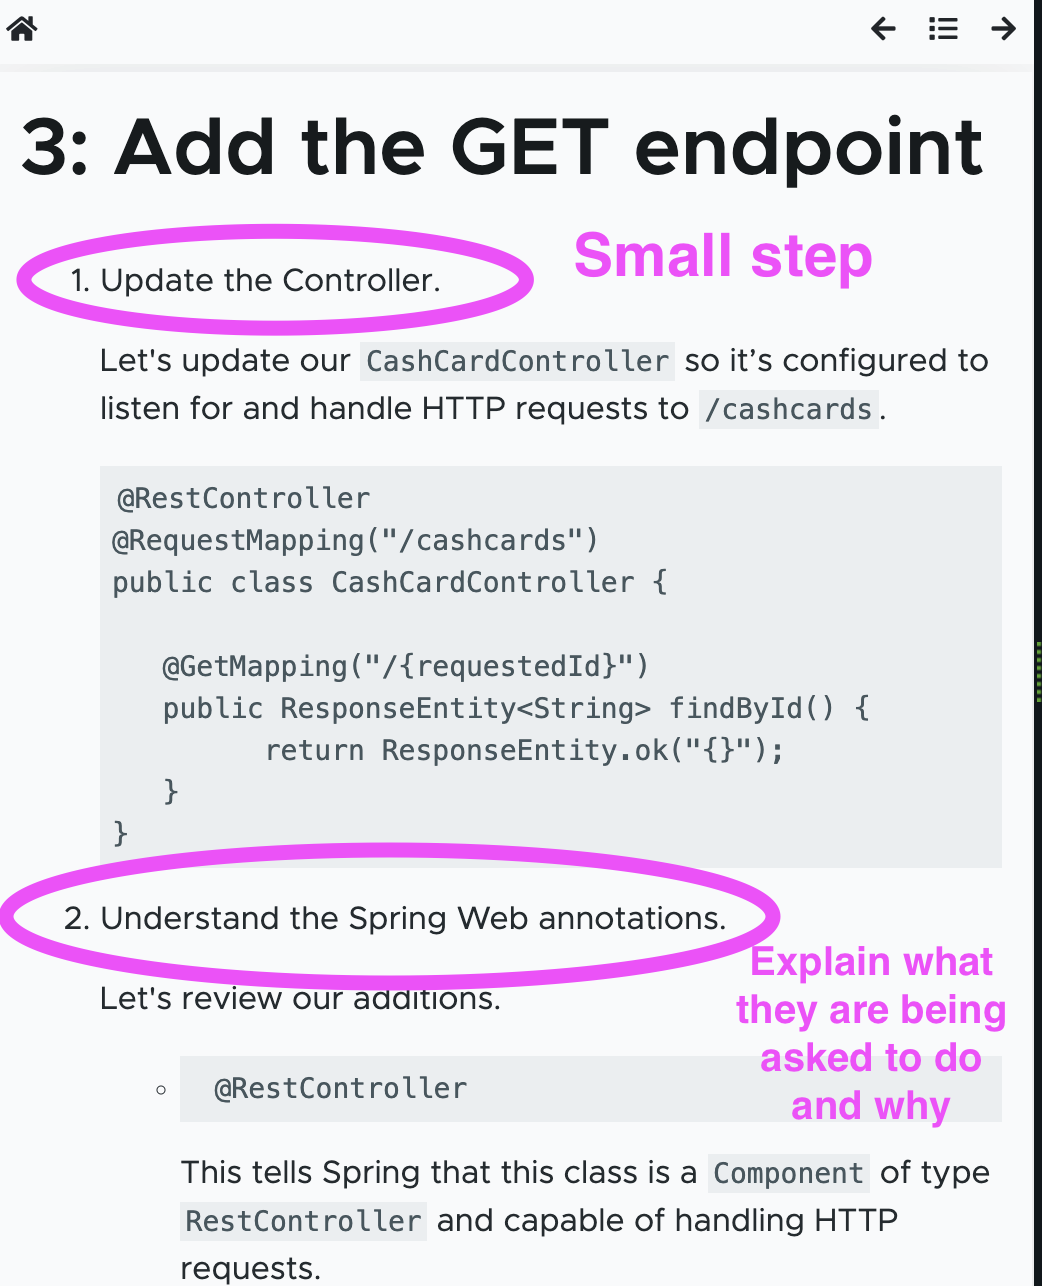 3: Add the GET endpoint
1. Update the Controller.
Small step
Let's update our CashCardController so it’s configured to
listen for and handle HTTP requests to /cashcards.
@RestController
@RequestMapping("/cashcards")
public class CashCardController {
@GetMapping("/{requestedId}")
public ResponseEntity<String> findById() {
return ResponseEntity.ok("{}");
}
}
2. Understand the Spring Web annotations.
Let's review our additions.
Explain what
they are being
asked to do
and why
@RestController
This tells Spring that this class is a Component of type
RestController and capable of handling HTTP
requests.